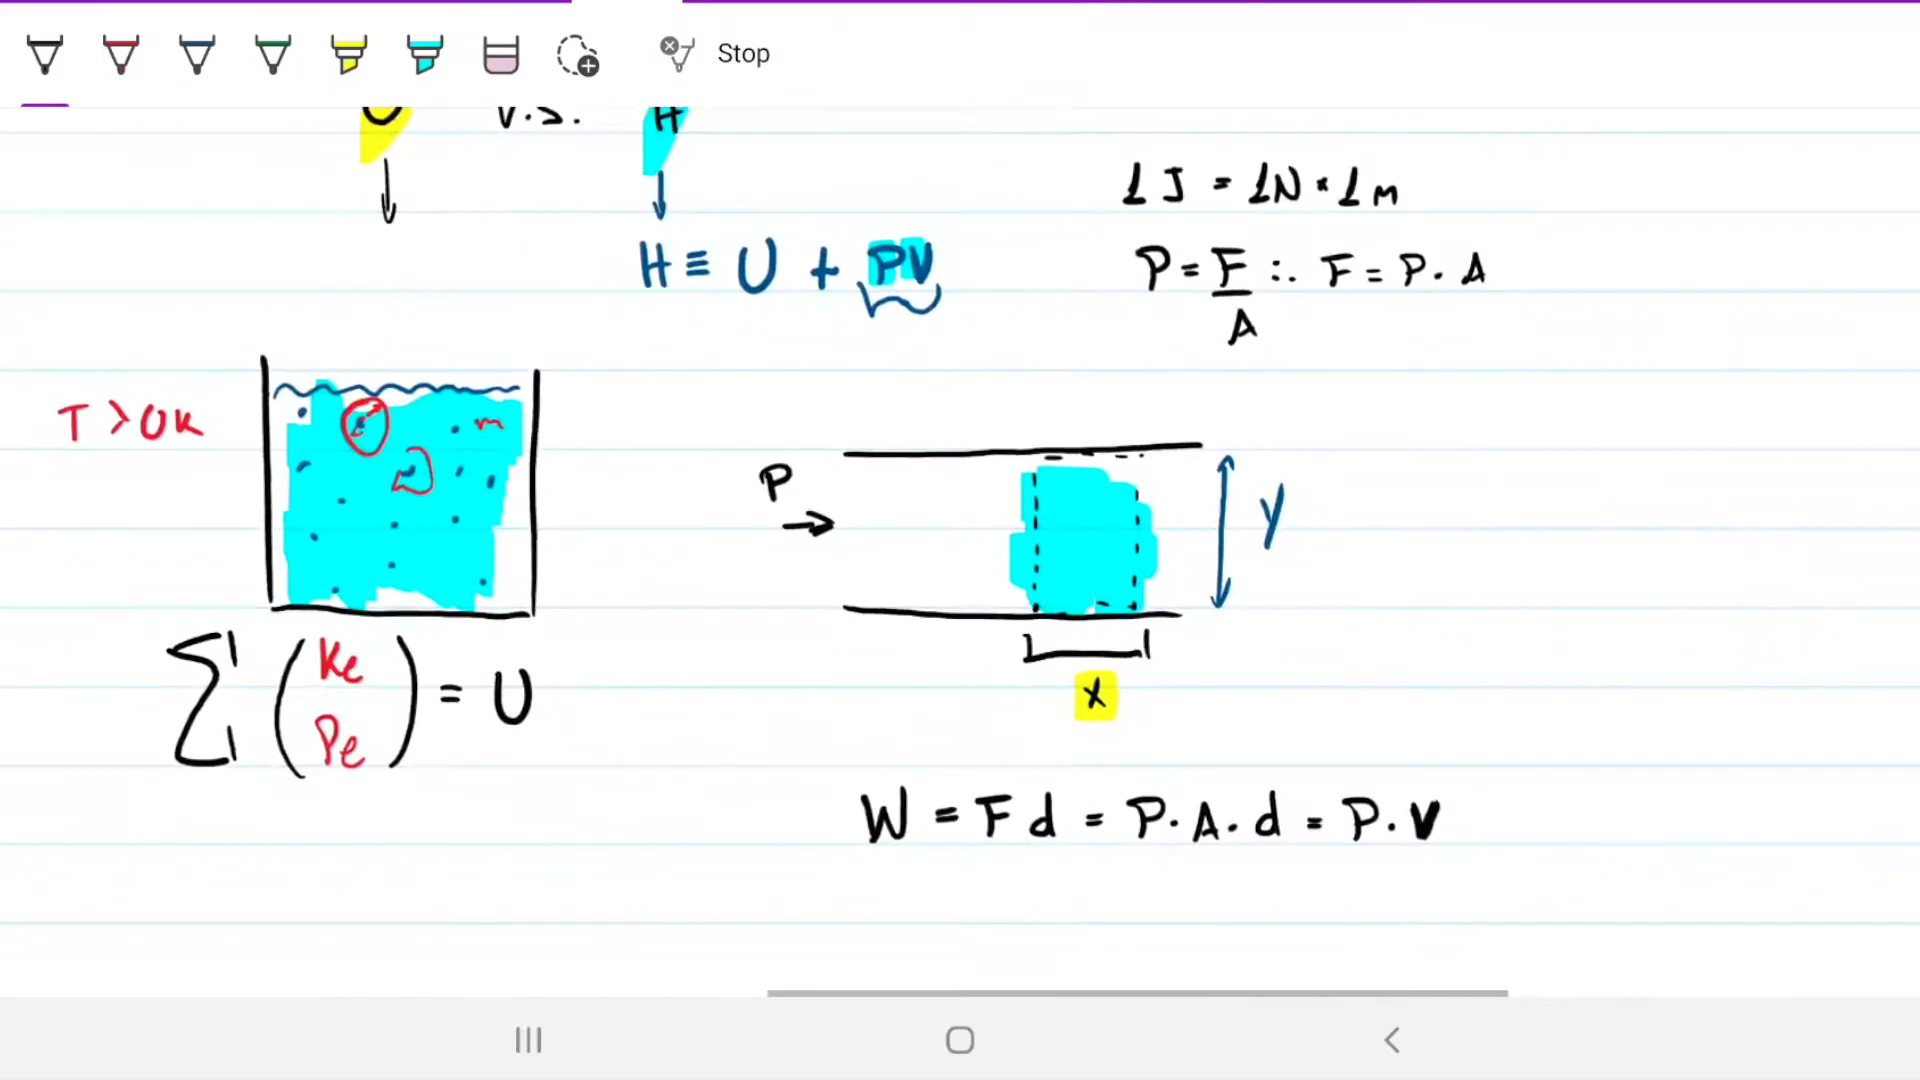 Stop
U v.s. H
1 J = 1N * 1 m
H ≡ U + PV
P = F/A ∴ F = P · A
T > 0K
m
P
y
x
∑ (Ke Pe) = U
W = F d = P · A · d = P · V